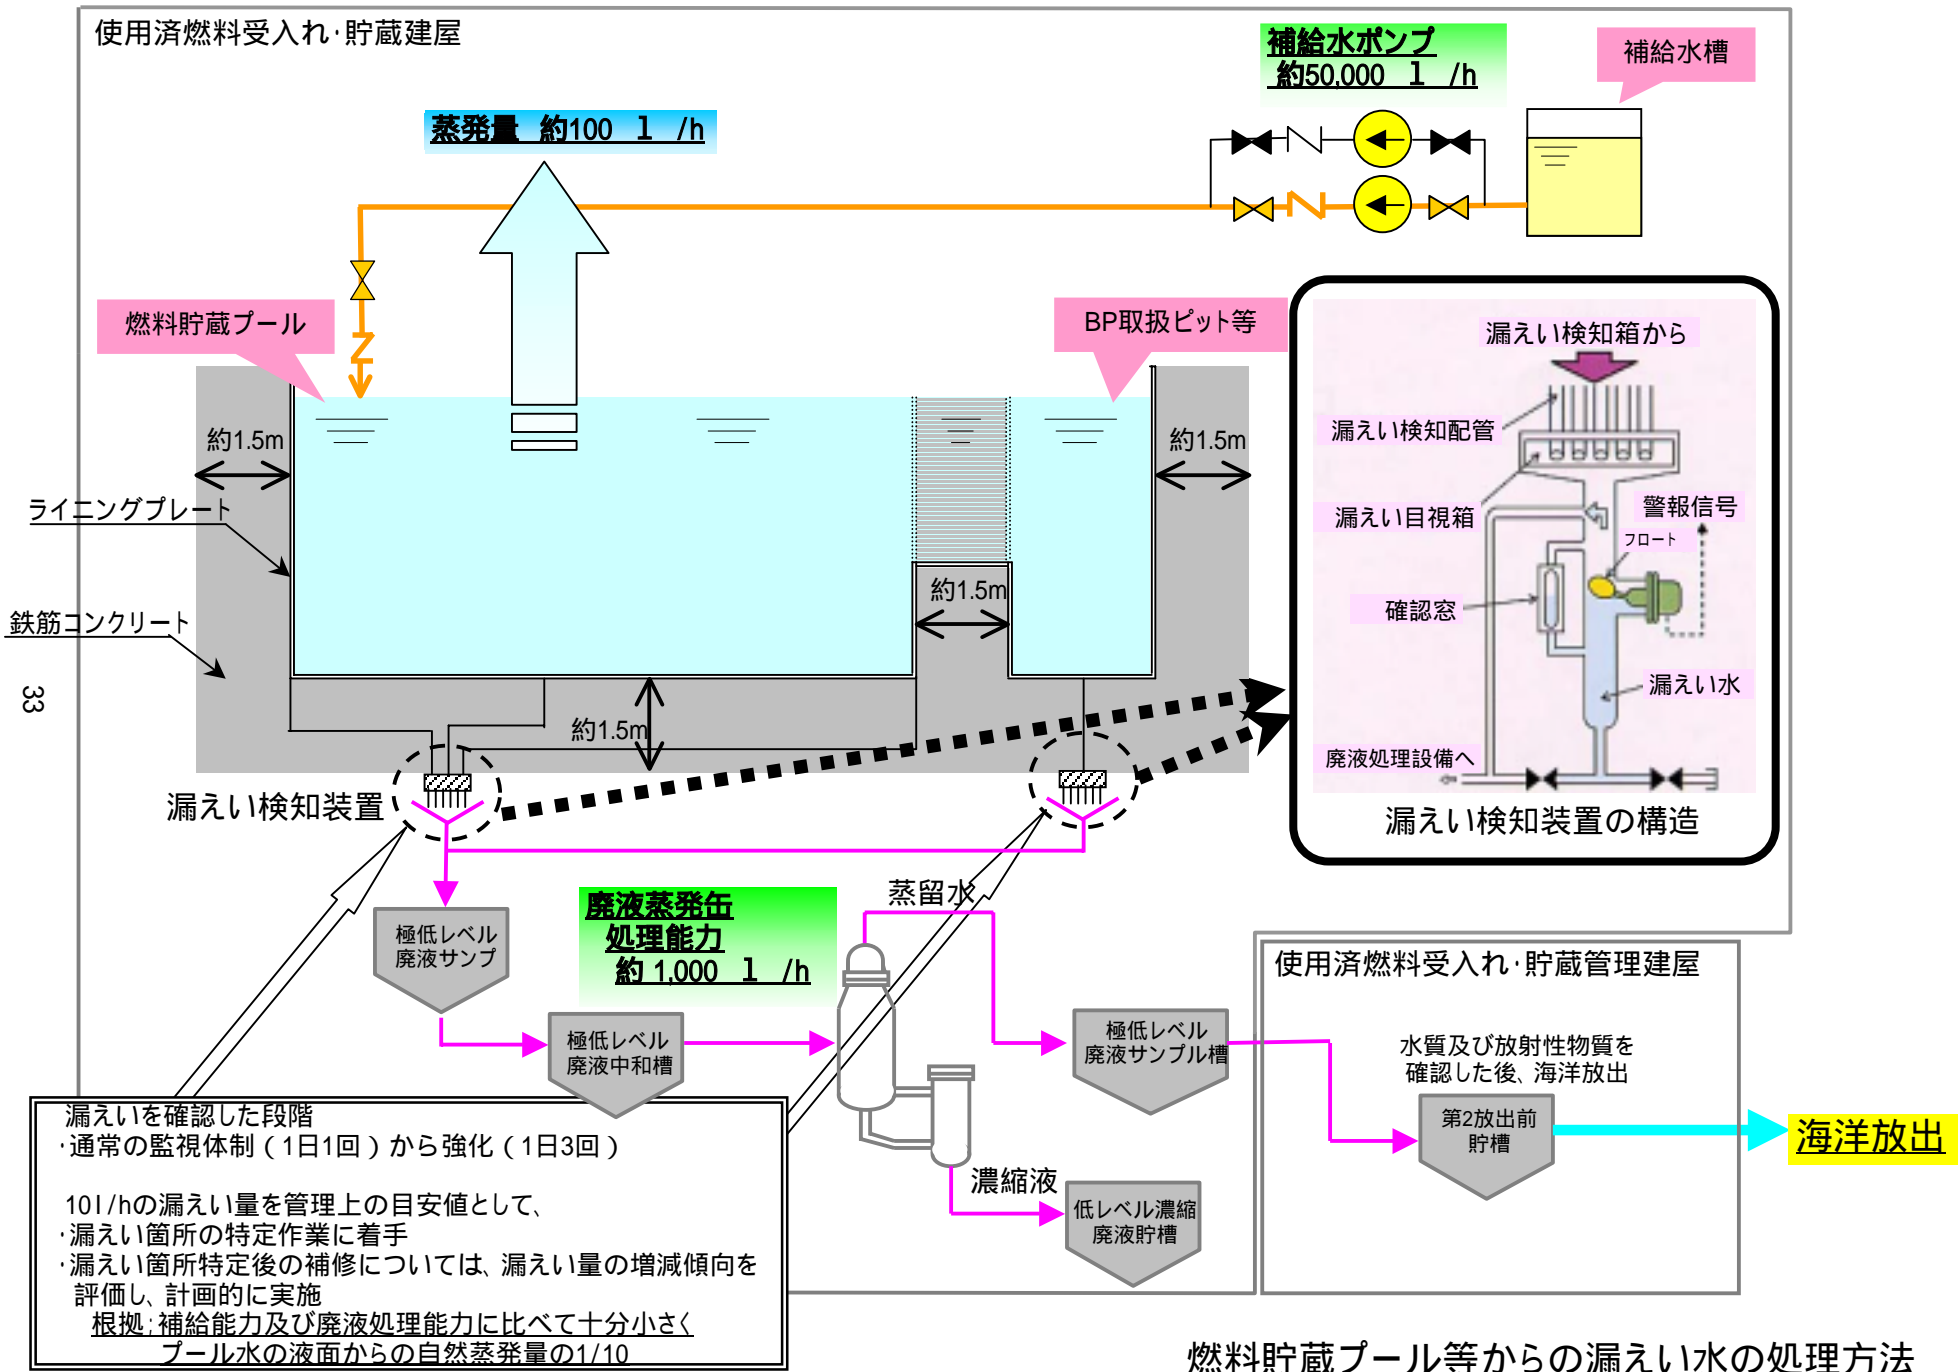 使用済燃料受入れ・貯蔵建屋
補給水ポンプ
約50,000 l /h
補給水槽
蒸発量 約100 l /h
燃料貯蔵プール
BP取扱ピット等
約1.5m
約1.5m
ライニングプレート
鉄筋コンクリート
約1.5m
約1.5m
漏えい検知装置
漏えい検知箱から
漏えい検知配管
漏えい目視箱
警報信号
フロート
確認窓
漏えい水
廃液処理設備へ
漏えい検知装置の構造
33
極低レベル
廃液サンプ
廃液蒸発缶
処理能力
約 1,000 l /h
蒸留水
極低レベル
廃液中和槽
極低レベル
廃液サンプル槽
濃縮液
低レベル濃縮
廃液貯槽
使用済燃料受入れ・貯蔵管理建屋
水質及び放射性物質を
確認した後、海洋放出
第2放出前
貯槽
海洋放出
漏えいを確認した段階
・通常の監視体制(1日1回)から強化(1日3回)
10l/hの漏えい量を管理上の目安値として、
・漏えい箇所の特定作業に着手
・漏えい箇所特定後の補修については、漏えい量の増減傾向を
評価し、計画的に実施
根拠;補給能力及び廃液処理能力に比べて十分小さく
プール水の液面からの自然蒸発量の1/10
燃料貯蔵プール等からの漏えい水の処理方法